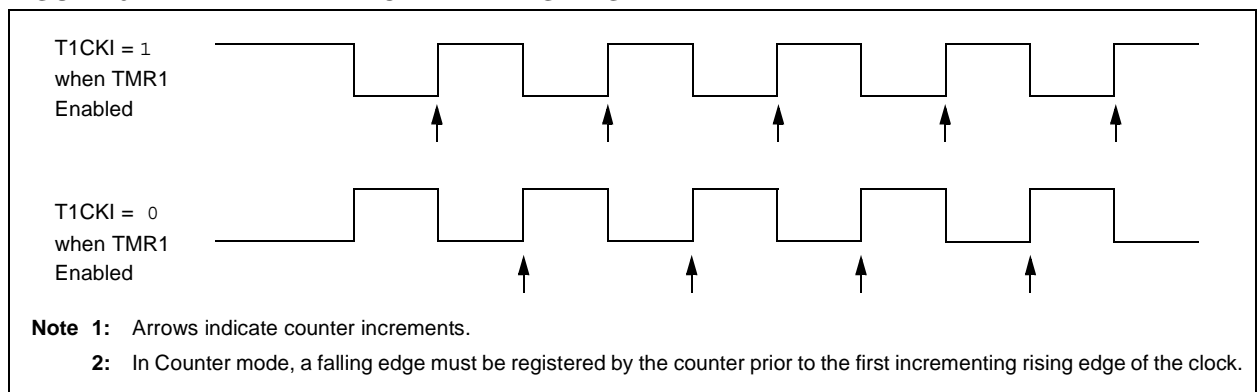 T1CKI = 1
when TMR1
Enabled
T1CKI = 0
when TMR1
Enabled
Note 1: Arrows indicate counter increments.
2: In Counter mode, a falling edge must be registered by the counter prior to the first incrementing rising edge of the clock.